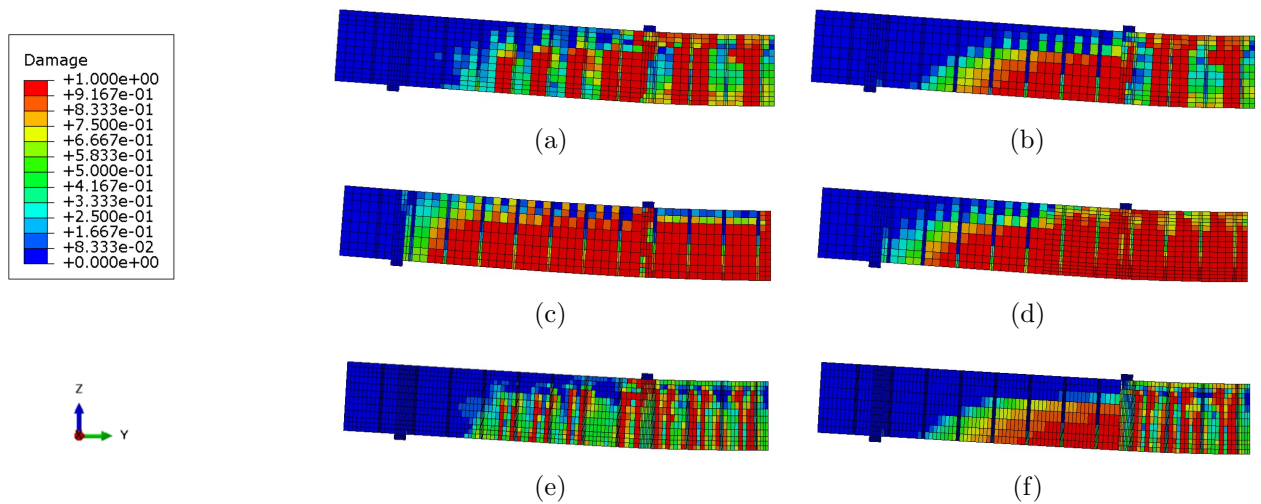 Damage
+1.000e+00
+9.167e-01
+8.333e-01
+7.500e-01
+6.667e-01
+5.833e-01
+5.000e-01
+4.167e-01
+3.333e-01
+2.500e-01
+1.667e-01
+8.333e-02
+0.000e+00
(a)
(b)
(c)
(d)
Z
X
Y
(e)
(f)